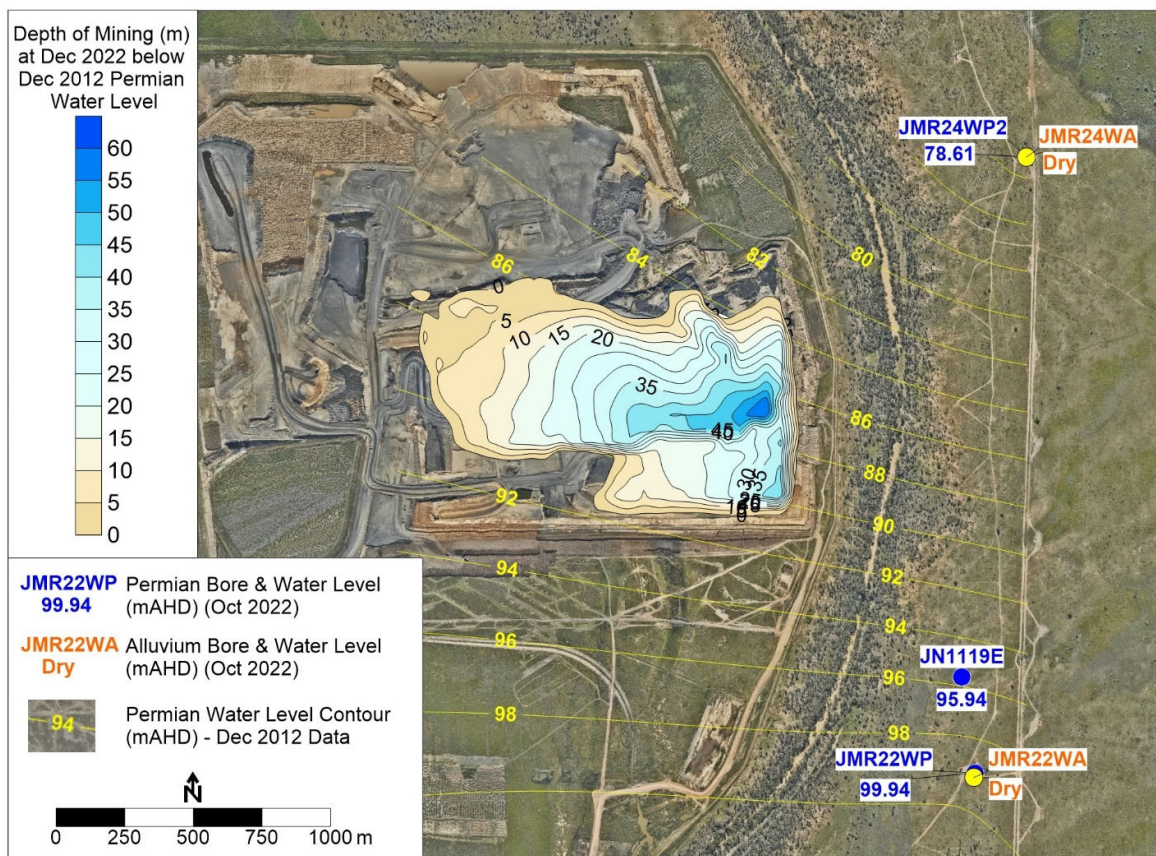 Depth of Mining (m)
at Dec 2022 below
Dec 2012 Permian
Water Level
60
55
50
45
40
35
30
25
20
15
10
5
0
JMR22WP
99.94
Permian Bore & Water Level
(mAHD) (Oct 2022)
JMR22WA
Dry
Alluvium Bore & Water Level
(mAHD) (Oct 2022)
94
Permian Water Level Contour
(mAHD) - Dec 2012 Data
N
0 250 500 750 1000 m
JMR24WP2
78.61
JMR24WA
Dry
86
84
82
80
0
5
10
15
20
35
45
40
30
35
86
88
90
92
92
94
94
96
96
98
98
JN1119E
95.94
JMR22WP
99.94
JMR22WA
Dry